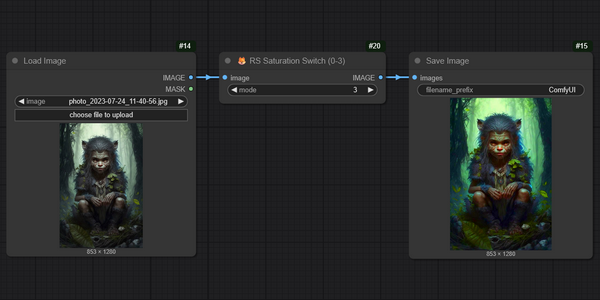 #14
Load Image
IMAGE
MASK
image photo_2023-07-24_11-40-56.jpg
choose file to upload
853 × 1280
#20
RS Saturation Switch (0-3)
image IMAGE
mode 3
#15
Save Image
images
filename_prefix ComfyUI
853 × 1280